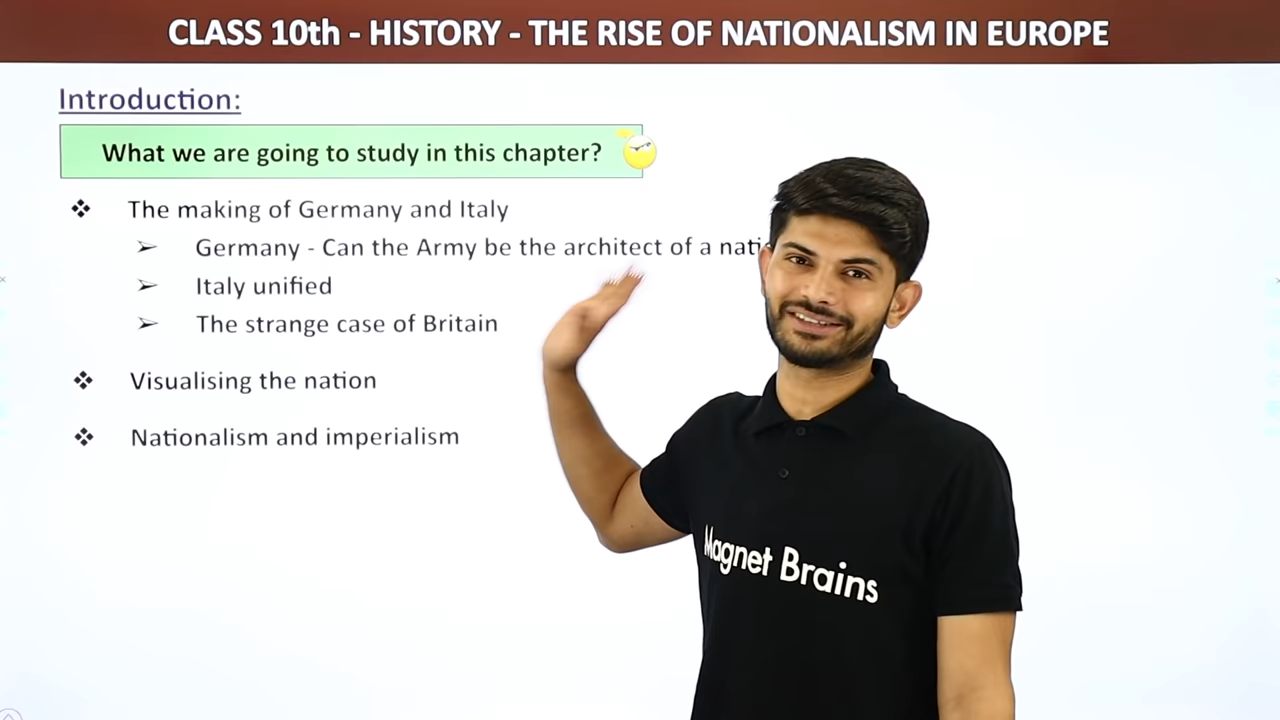 CLASS 10th - HISTORY - THE RISE OF NATIONALISM IN EUROPE
Introduction:
What we are going to study in this chapter?
❖ The making of Germany and Italy
➢ Germany - Can the Army be the architect of a
➢ Italy unified
➢ The strange case of Britain
❖ Visualising the nation
❖ Nationalism and imperialism
Magnet Brains